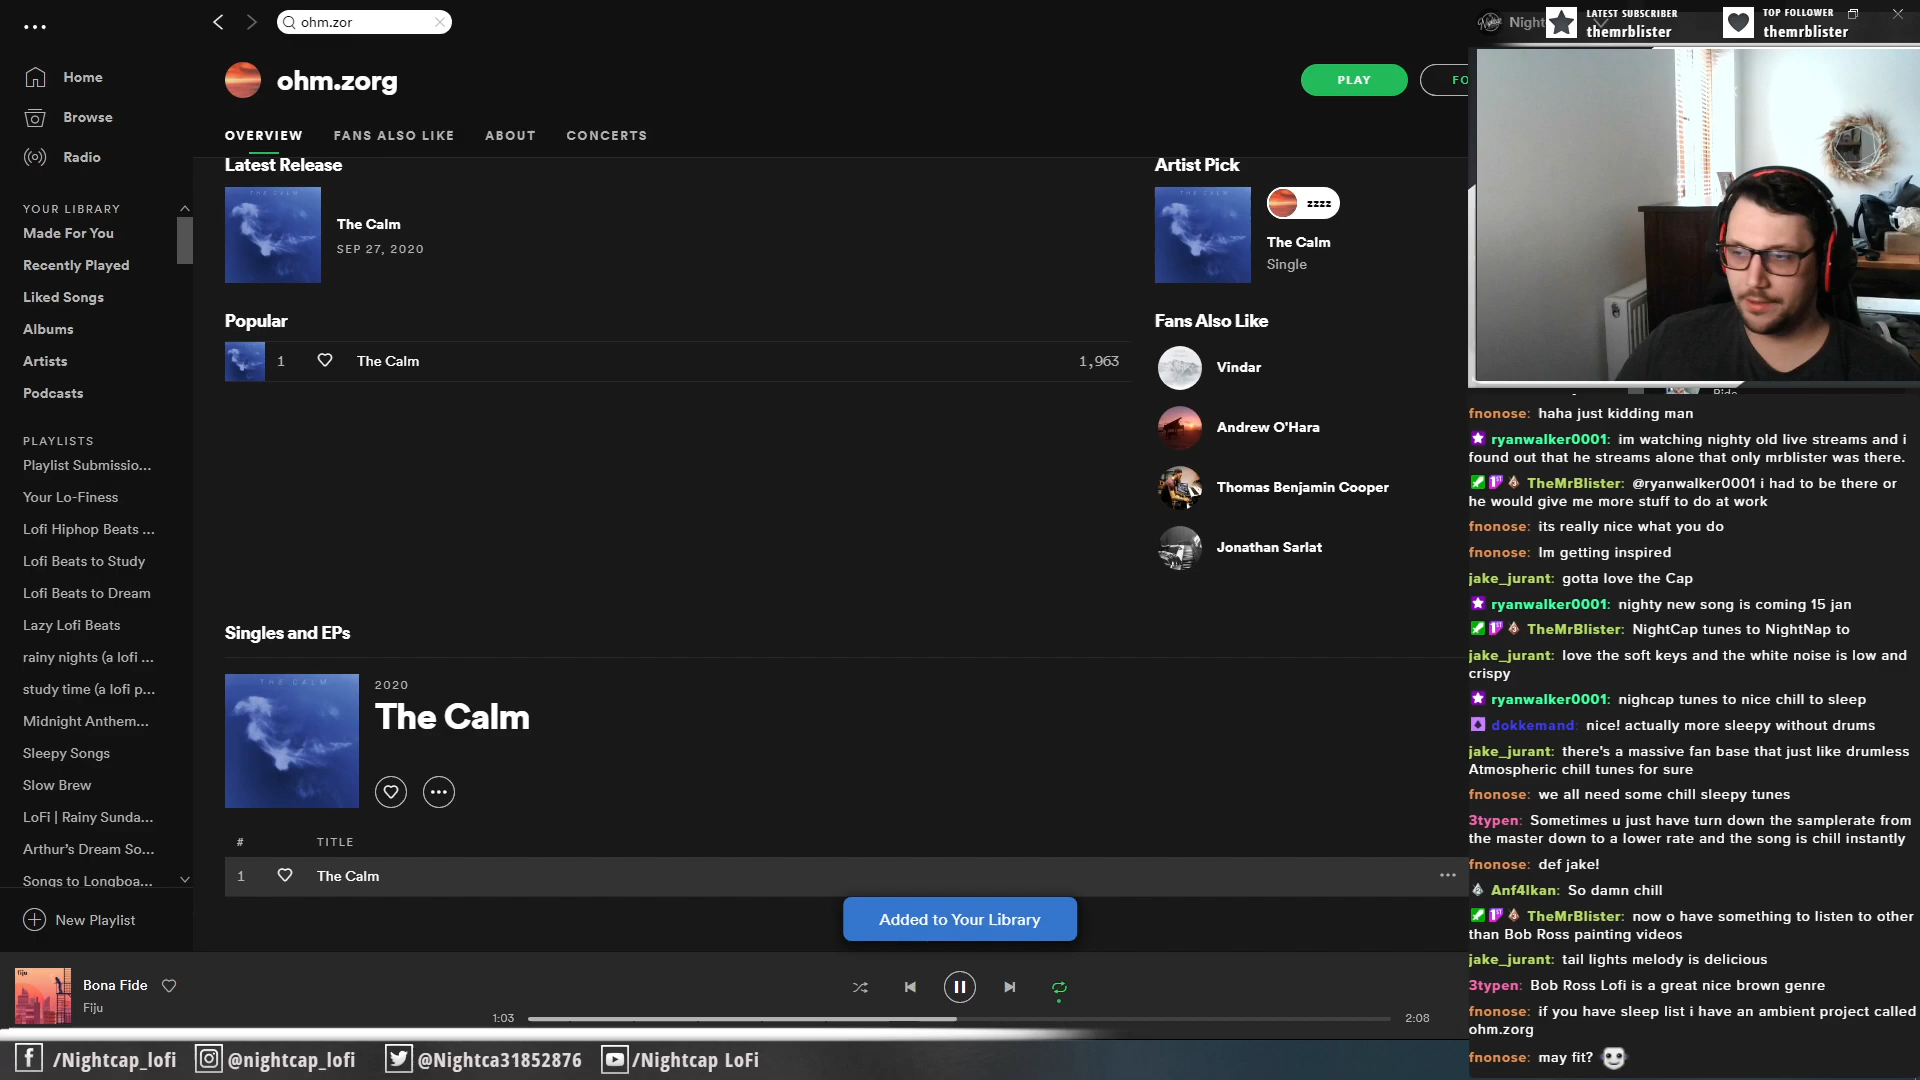 ohm.zor
Night
LATEST SUBSCRIBER
themrblister
TOP FOLLOWER
themrblister
Home
Browse
Radio
YOUR LIBRARY
Made For You
Recently Played
Liked Songs
Albums
Artists
Podcasts
PLAYLISTS
Playlist Submissio...
Your Lo-Finess
Lofi Hiphop Beats ...
Lofi Beats to Study
Lofi Beats to Dream
Lazy Lofi Beats
rainy nights (a lofi ...
study time (a lofi p...
Midnight Anthem...
Sleepy Songs
Slow Brew
LoFi | Rainy Sunda...
Arthur's Dream So...
Songs to Longboa...
New Playlist
ohm.zorg
PLAY
FO
OVERVIEW
FANS ALSO LIKE
ABOUT
CONCERTS
Latest Release
THE CALM
The Calm
SEP 27, 2020
Artist Pick
THE CALM
zzzz
The Calm
Single
Popular
1
The Calm
1,963
Fans Also Like
Vindar
Andrew O'Hara
Thomas Benjamin Cooper
Jonathan Sarlat
Singles and EPs
THE CALM
2020
The Calm
# TITLE
1 The Calm
Added to Your Library
fnonose: haha just kidding man
ryanwalker0001: im watching nighty old live streams and i
found out that he streams alone that only mrblister was there.
TheMrBlister: @ryanwalker0001 i had to be there or
he would give me more stuff to do at work
fnonose: its really nice what you do
fnonose: Im getting inspired
jake_jurant: gotta love the Cap
ryanwalker0001: nighty new song is coming 15 jan
TheMrBlister: NightCap tunes to NightNap to
jake_jurant: love the soft keys and the white noise is low and
crispy
ryanwalker0001: nighcap tunes to nice chill to sleep
dokkemand: nice! actually more sleepy without drums
jake_jurant: there's a massive fan base that just like drumless
Atmospheric chill tunes for sure
fnonose: we all need some chill sleepy tunes
3typen: Sometimes u just have turn down the samplerate from
the master down to a lower rate and the song is chill instantly
fnonose: def jake!
Anf4lkan: So damn chill
TheMrBlister: now o have something to listen to other
than Bob Ross painting videos
jake_jurant: tail lights melody is delicious
3typen: Bob Ross Lofi is a great nice brown genre
fnonose: if you have sleep list i have an ambient project called
ohm.zorg
fnonose: may fit?
fiju
Bona Fide
Fiju
1:03
2:08
/Nightcap_lofi
@nightcap_lofi
@Nightca31852876
/Nightcap LoFi